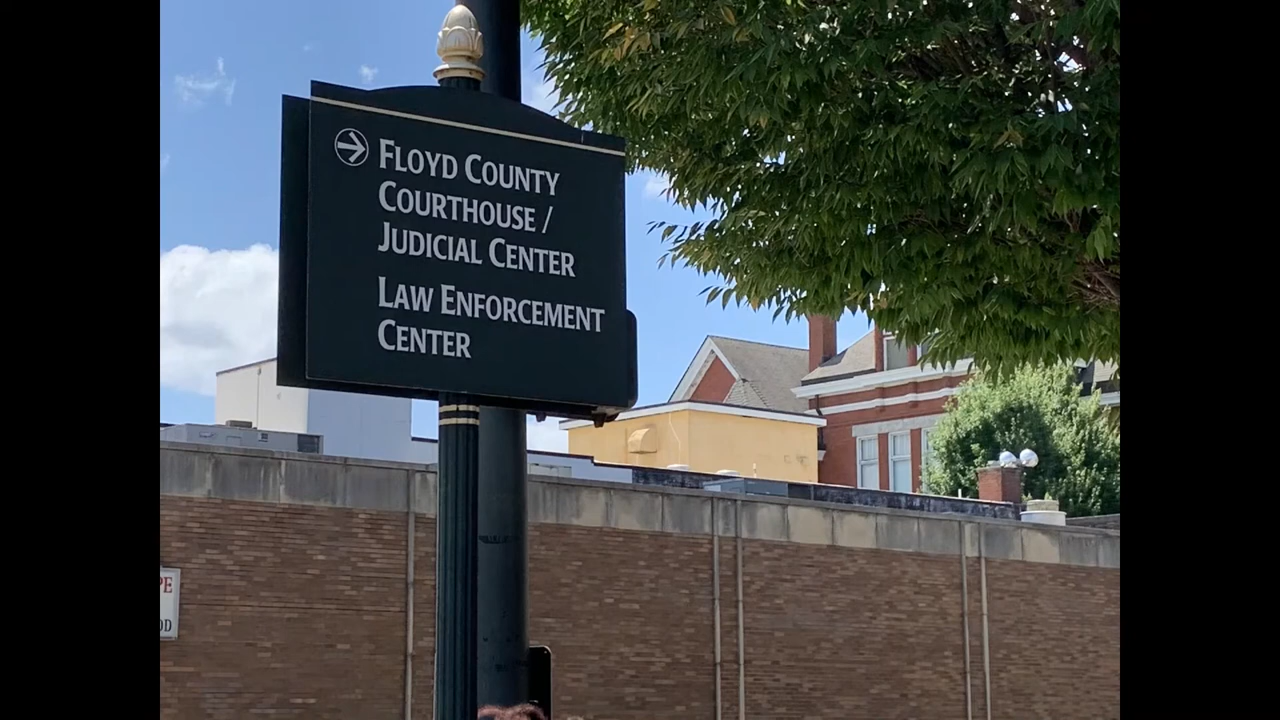 FLOYD COUNTY
COURTHOUSE /
JUDICIAL CENTER
LAW ENFORCEMENT
CENTER